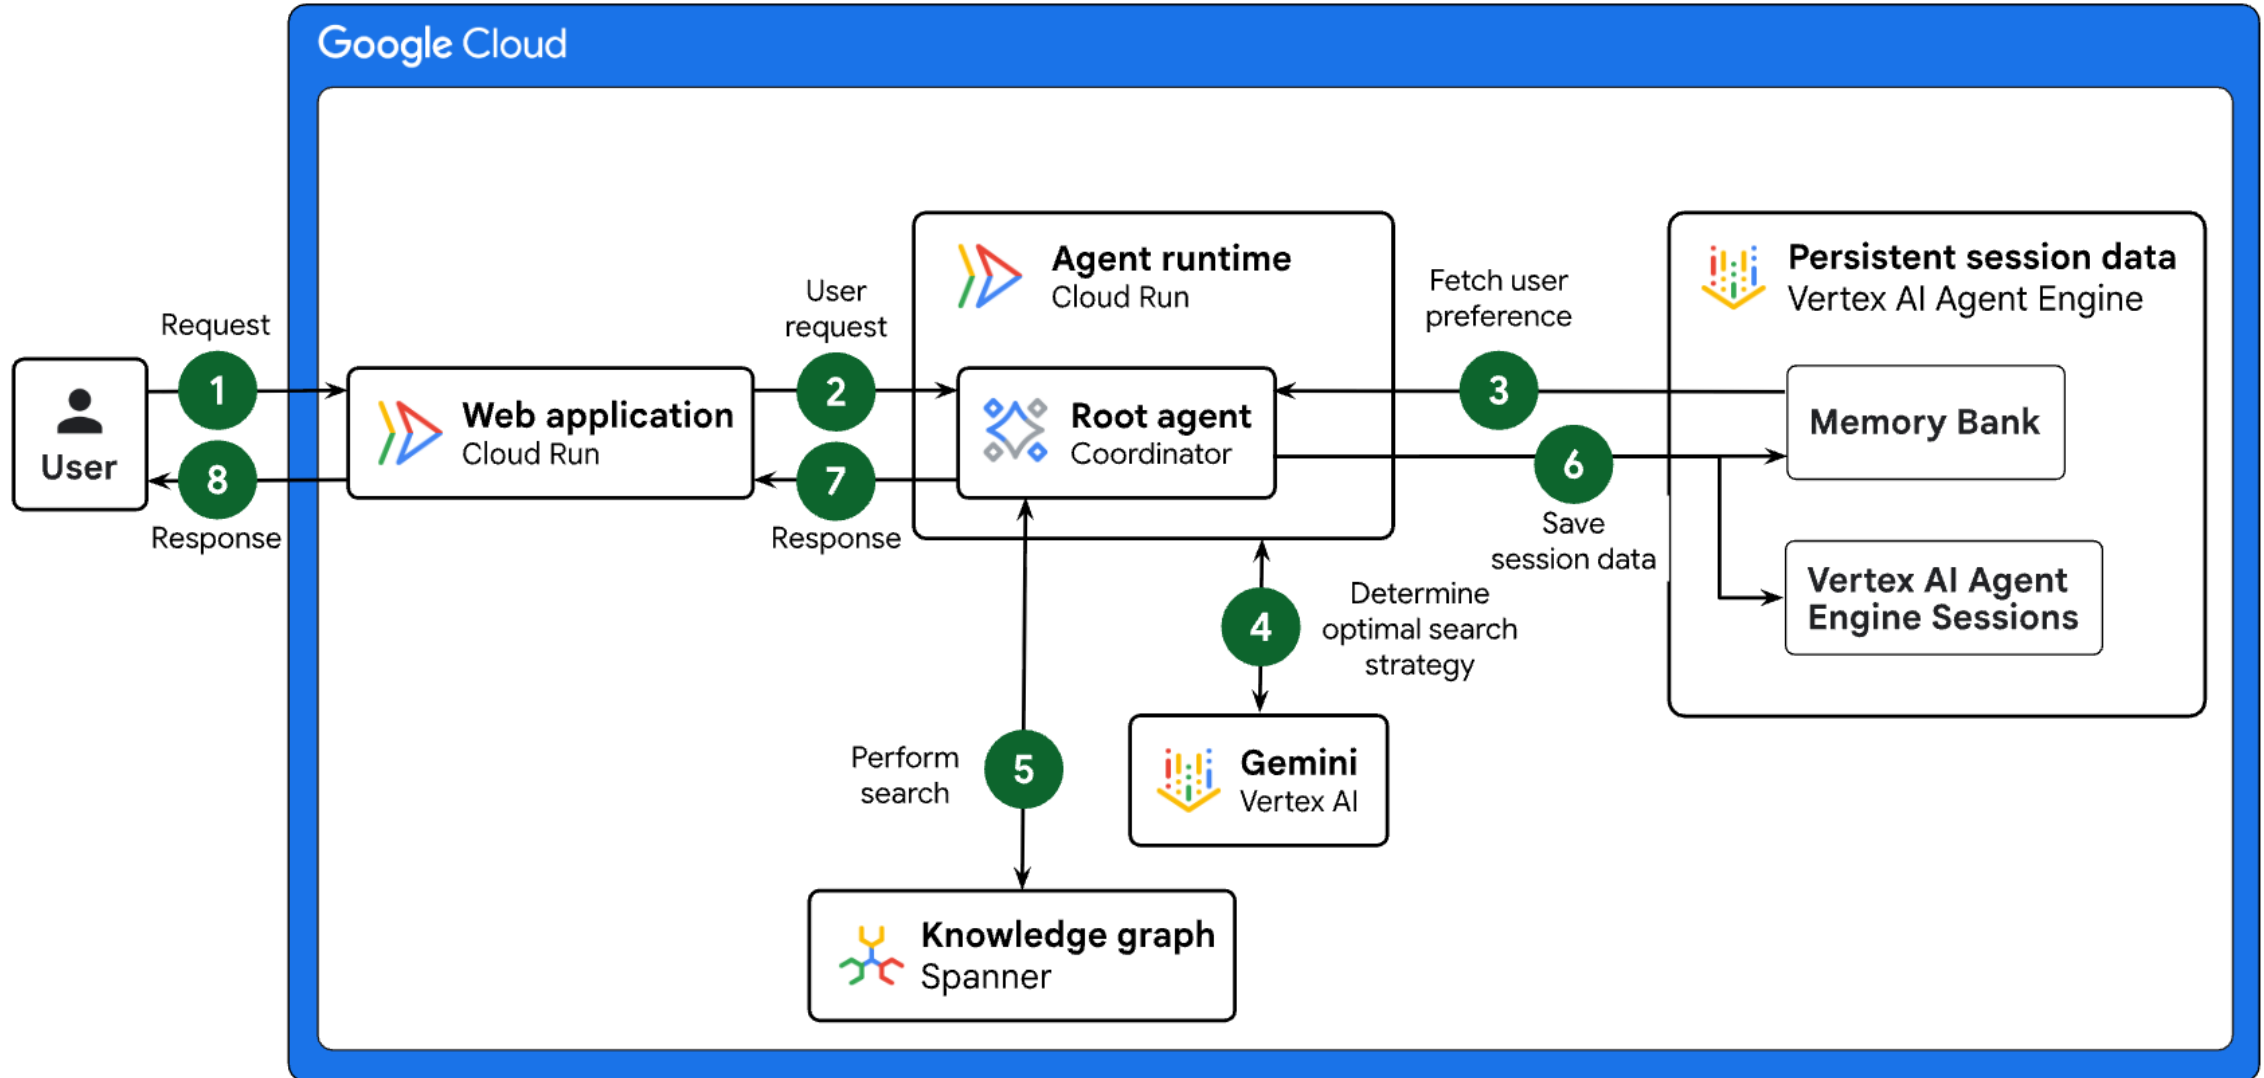 Google Cloud
Request
1
User
8
Response
Web application
Cloud Run
User
request
2
7
Response
Agent runtime
Cloud Run
Root agent
Coordinator
Fetch user
preference
3
6
Save
session data
Persistent session data
Vertex AI Agent Engine
Memory Bank
Vertex AI Agent
Engine Sessions
4
Determine
optimal search
strategy
Gemini
Vertex AI
Perform
search
5
Knowledge graph
Spanner